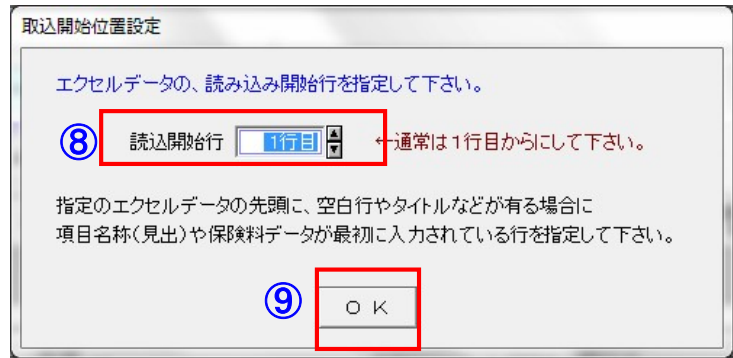 取込開始位置設定
エクセルデータの、読み込み開始行を指定して下さい。
⑧ 読込開始行 1行目 ←通常は1行目からにして下さい。
指定のエクセルデータの先頭に、空白行やタイトルなどが有る場合に
項目名称(見出)や保険料データが最初に入力されている行を指定して下さい。
⑨ OK